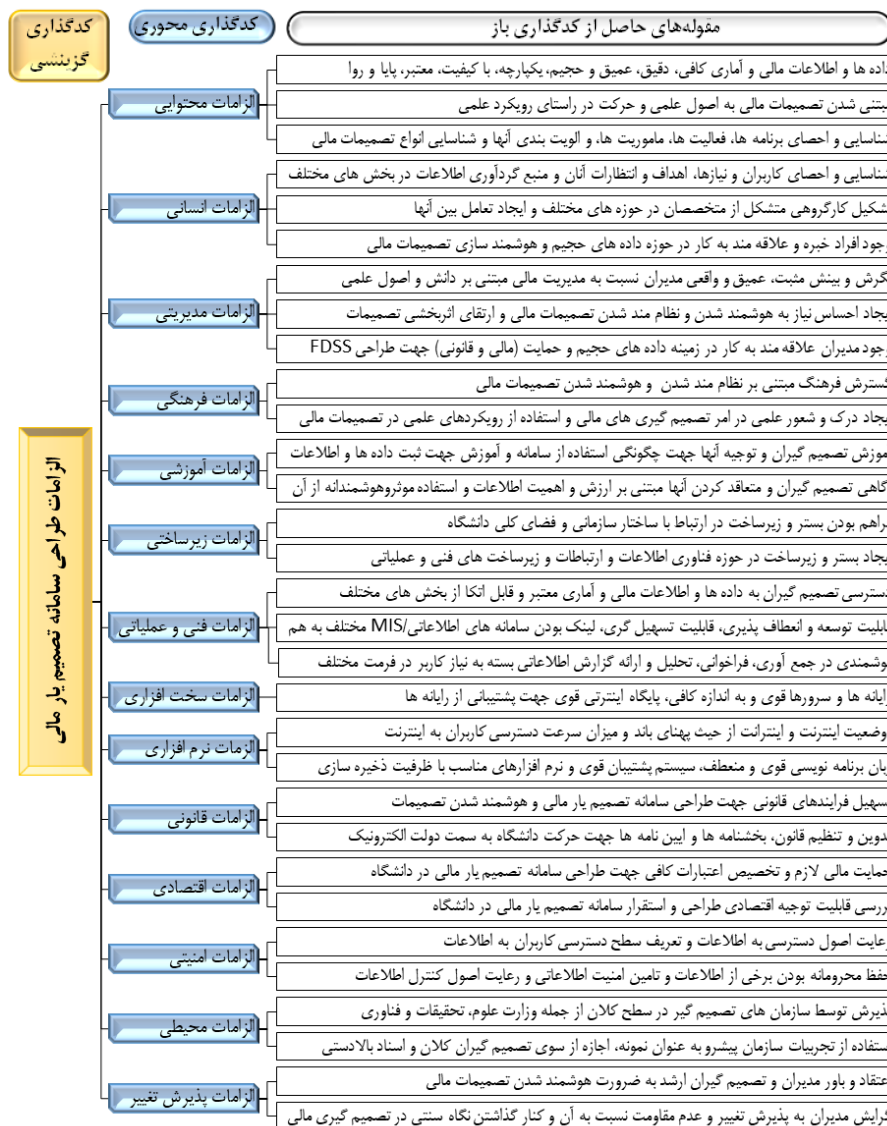 مقوله‌های حاصل از کدگذاری باز
کدگذاری محوری
کدگذاری
گزینشی
داده ها و اطلاعات مالی و آماری کافی، دقیق، عمیق و حجیم، یکپارچه، با کیفیت، معتبر، پایا و روا
بتنی شدن تصمیمات مالی به اصول علمی و حرکت در راستای رویکرد علمی
شناسایی و احصای برنامه ها، فعالیت ها، ماموریت ها، و الویت بندی آنها و شناسایی انواع تصمیمات مالی
الزامات محتوایی
شناسایی و احصای کاربران و نیازها، اهداف و انتظارات آنان و منبع گردآوری اطلاعات در بخش های مختلف
شکیل کارگروهی متشکل از متخصصان در حوزه های مختلف و ایجاد تعامل بین آنها
وجود افراد خبره و علاقه مند به کار در حوزه داده های حجیم و هوشمند سازی تصمیمات مالی
الزامات انسانی
گرش و بینش مثبت، عمیق و واقعی مدیران نسبت به مدیریت مالی مبتنی بر دانش و اصول علمی
یجاد احساس نیاز به هوشمند شدن و نظام مند شدن تصمیمات مالی و ارتقای اثربخشی تصمیمات
وجود مدیران علاقه مند به کار در زمینه داده های حجیم و حمایت (مالی و قانونی) جهت طراحی FDSS
الزامات مدیریتی
گسترش فرهنگ مبتنی بر نظام مند شدن و هوشمند شدن تصمیمات مالی
یجاد درک و شعور علمی در امر تصمیم گیری های مالی و استفاده از رویکردهای علمی در تصمیمات مالی
الزامات فرهنگی
موزش تصمیم گیران و توجیه آنها جهت چگونگی استفاده از سامانه و آموزش جهت ثبت داده ها و اطلاعات
گاهی تصمیم گیران و متعاقد کردن آنها مبتنی بر ارزش و اهمیت اطلاعات و استفاده موثروهوشمندانه از آن
الزامات آموزشی
راهم بودن بستر و زیرساخت در ارتباط با ساختار سازمانی و فضای کلی دانشگاه
یجاد بستر و زیرساخت در حوزه فناوری اطلاعات و ارتباطات و زیرساخت های فنی و عملیاتی
الزامات زیرساختی
دسترسی تصمیم گیران به داده ها و اطلاعات مالی و آماری معتبر و قابل اتکا از بخش های مختلف
ابلیت توسعه و انعطاف پذیری، قابلیت تسهیل گری، لینک بودن سامانه های اطلاعاتی/MIS مختلف به هم
وشمندی در جمع آوری، فراخوانی، تحلیل و ارائه گزارش اطلاعاتی بسته به نیاز کاربر در فرمت مختلف
الزامات فنی و عملیاتی
ایانه ها و سرورها قوی و به اندازه کافی، پایگاه اینترتی قوی جهت پشتیبانی از رایانه ها
الزامات سخت افزاری
وضعیت اینترنت و اینترانت از حیث پهنای باند و میزان سرعت دسترسی کاربران به اینترنت
بان برنامه نویسی قوی و منعطف، سیستم پشتیبان قوی و نرم افزارهای مناسب با ظرفیت ذخیره سازی
الزمات نرم افزاری
سهیل فرایندهای قانونی جهت طراحی سامانه تصمیم یار مالی و هوشمند شدن تصمیمات
دوین و تنظیم قانون، بخشنامه ها و ایین نامه ها جهت حرکت دانشگاه به سمت دولت الکترونیک
الزامات قانونی
حمایت مالی لازم و تخصیص اعتبارات کافی جهت طراحی سامانه تصمیم یار مالی در دانشگاه
ررسی قابلیت توجیه اقتصادی طراحی و استقرار سامانه تصمیم یار مالی در دانشگاه
الزامات اقتصادی
عایت اصول دسترسی به اطلاعات و تعریف سطح دسترسی کاربران به اطلاعات
حفظ محرومانه بودن برخی از اطلاعات و تامین امنیت اطلاعاتی و رعایت اصول کنترل اطلاعات
الزامات امنیتی
ذیرش توسط سازمان های تصمیم گیر در سطح کلان از جمله وزارت علوم، تحقیقات و فناوری
ستفاده از تجربیات سازمان پیشرو به عنوان نمونه، اجازه از سوی تصمیم گیران کلان و اسناد بالادستی
الزامات محیطی
عتقاد و باور مدیران و تصمیم گیران ارشد به ضرورت هوشمند شدن تصمیمات مالی
گرایش مدیران به پذیرش تغییر و عدم مقاومت نسبت به آن و کنار گذاشتن نگاه سنتی در تصمیم گیری مالی
الزامات پذیرش تغییر
الزامات طراحی سامانه تصمیم یار مالی